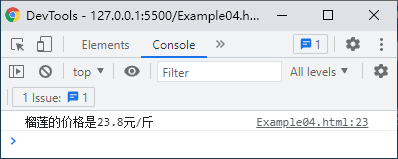 DevTools - 127.0.0.1:5500/Example04.h...
Elements
Console
»
1
top
Filter
All levels
1 Issue: 1
榴莲的价格是23.8元/斤 Example04.html:23
>